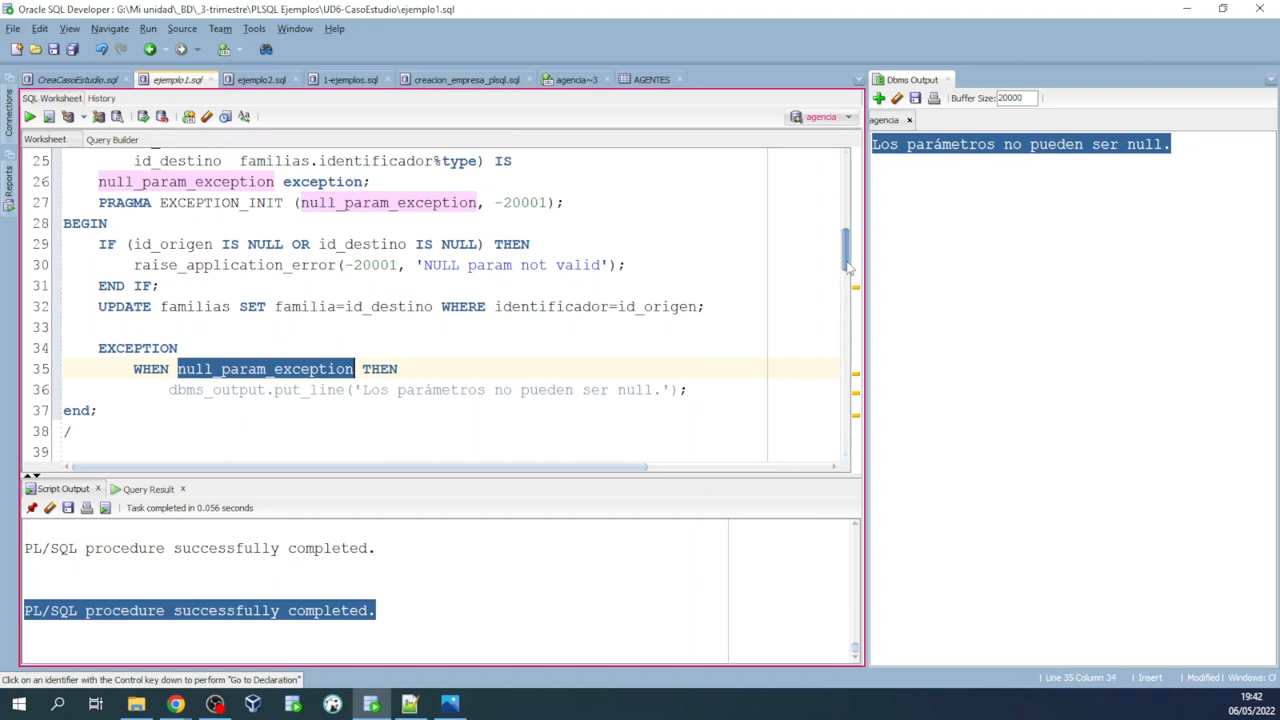 Oracle SQL Developer : G:\Mi unidad\_BD\_3-trimestre\PLSQL Ejemplos\UD6-CasoEstudio\ejemplo1.sql
File Edit View Navigate Run Source Team Tools Window Help
CreaCasoEstudio.sql ejemplo1.sql ejemplo2.sql 1-ejemplos.sql creacion_empresa_plsql.sql agencia~3 AGENTES
SQL Worksheet History
agencia
Worksheet Query Builder
25 id_destino familias.identificador%type) IS
26 null_param_exception exception;
27 PRAGMA EXCEPTION_INIT (null_param_exception, -20001);
28 BEGIN
29 IF (id_origen IS NULL OR id_destino IS NULL) THEN
30 raise_application_error(-20001, 'NULL param not valid');
31 END IF;
32 UPDATE familias SET familia=id_destino WHERE identificador=id_origen;
33
34 EXCEPTION
35 WHEN null_param_exception THEN
36 dbms_output.put_line('Los parámetros no pueden ser null.');
37 end;
38 /
39
Connections
Reports
Script Output Query Result
Task completed in 0.056 seconds
PL/SQL procedure successfully completed.
PL/SQL procedure successfully completed.
Dbms Output
Buffer Size: 20000
agencia
Los parámetros no pueden ser null.
Click on an identifier with the Control key down to perform "Go to Declaration"
Line 35 Column 34 Insert Modified Windows: CF
19:42
06/05/2022